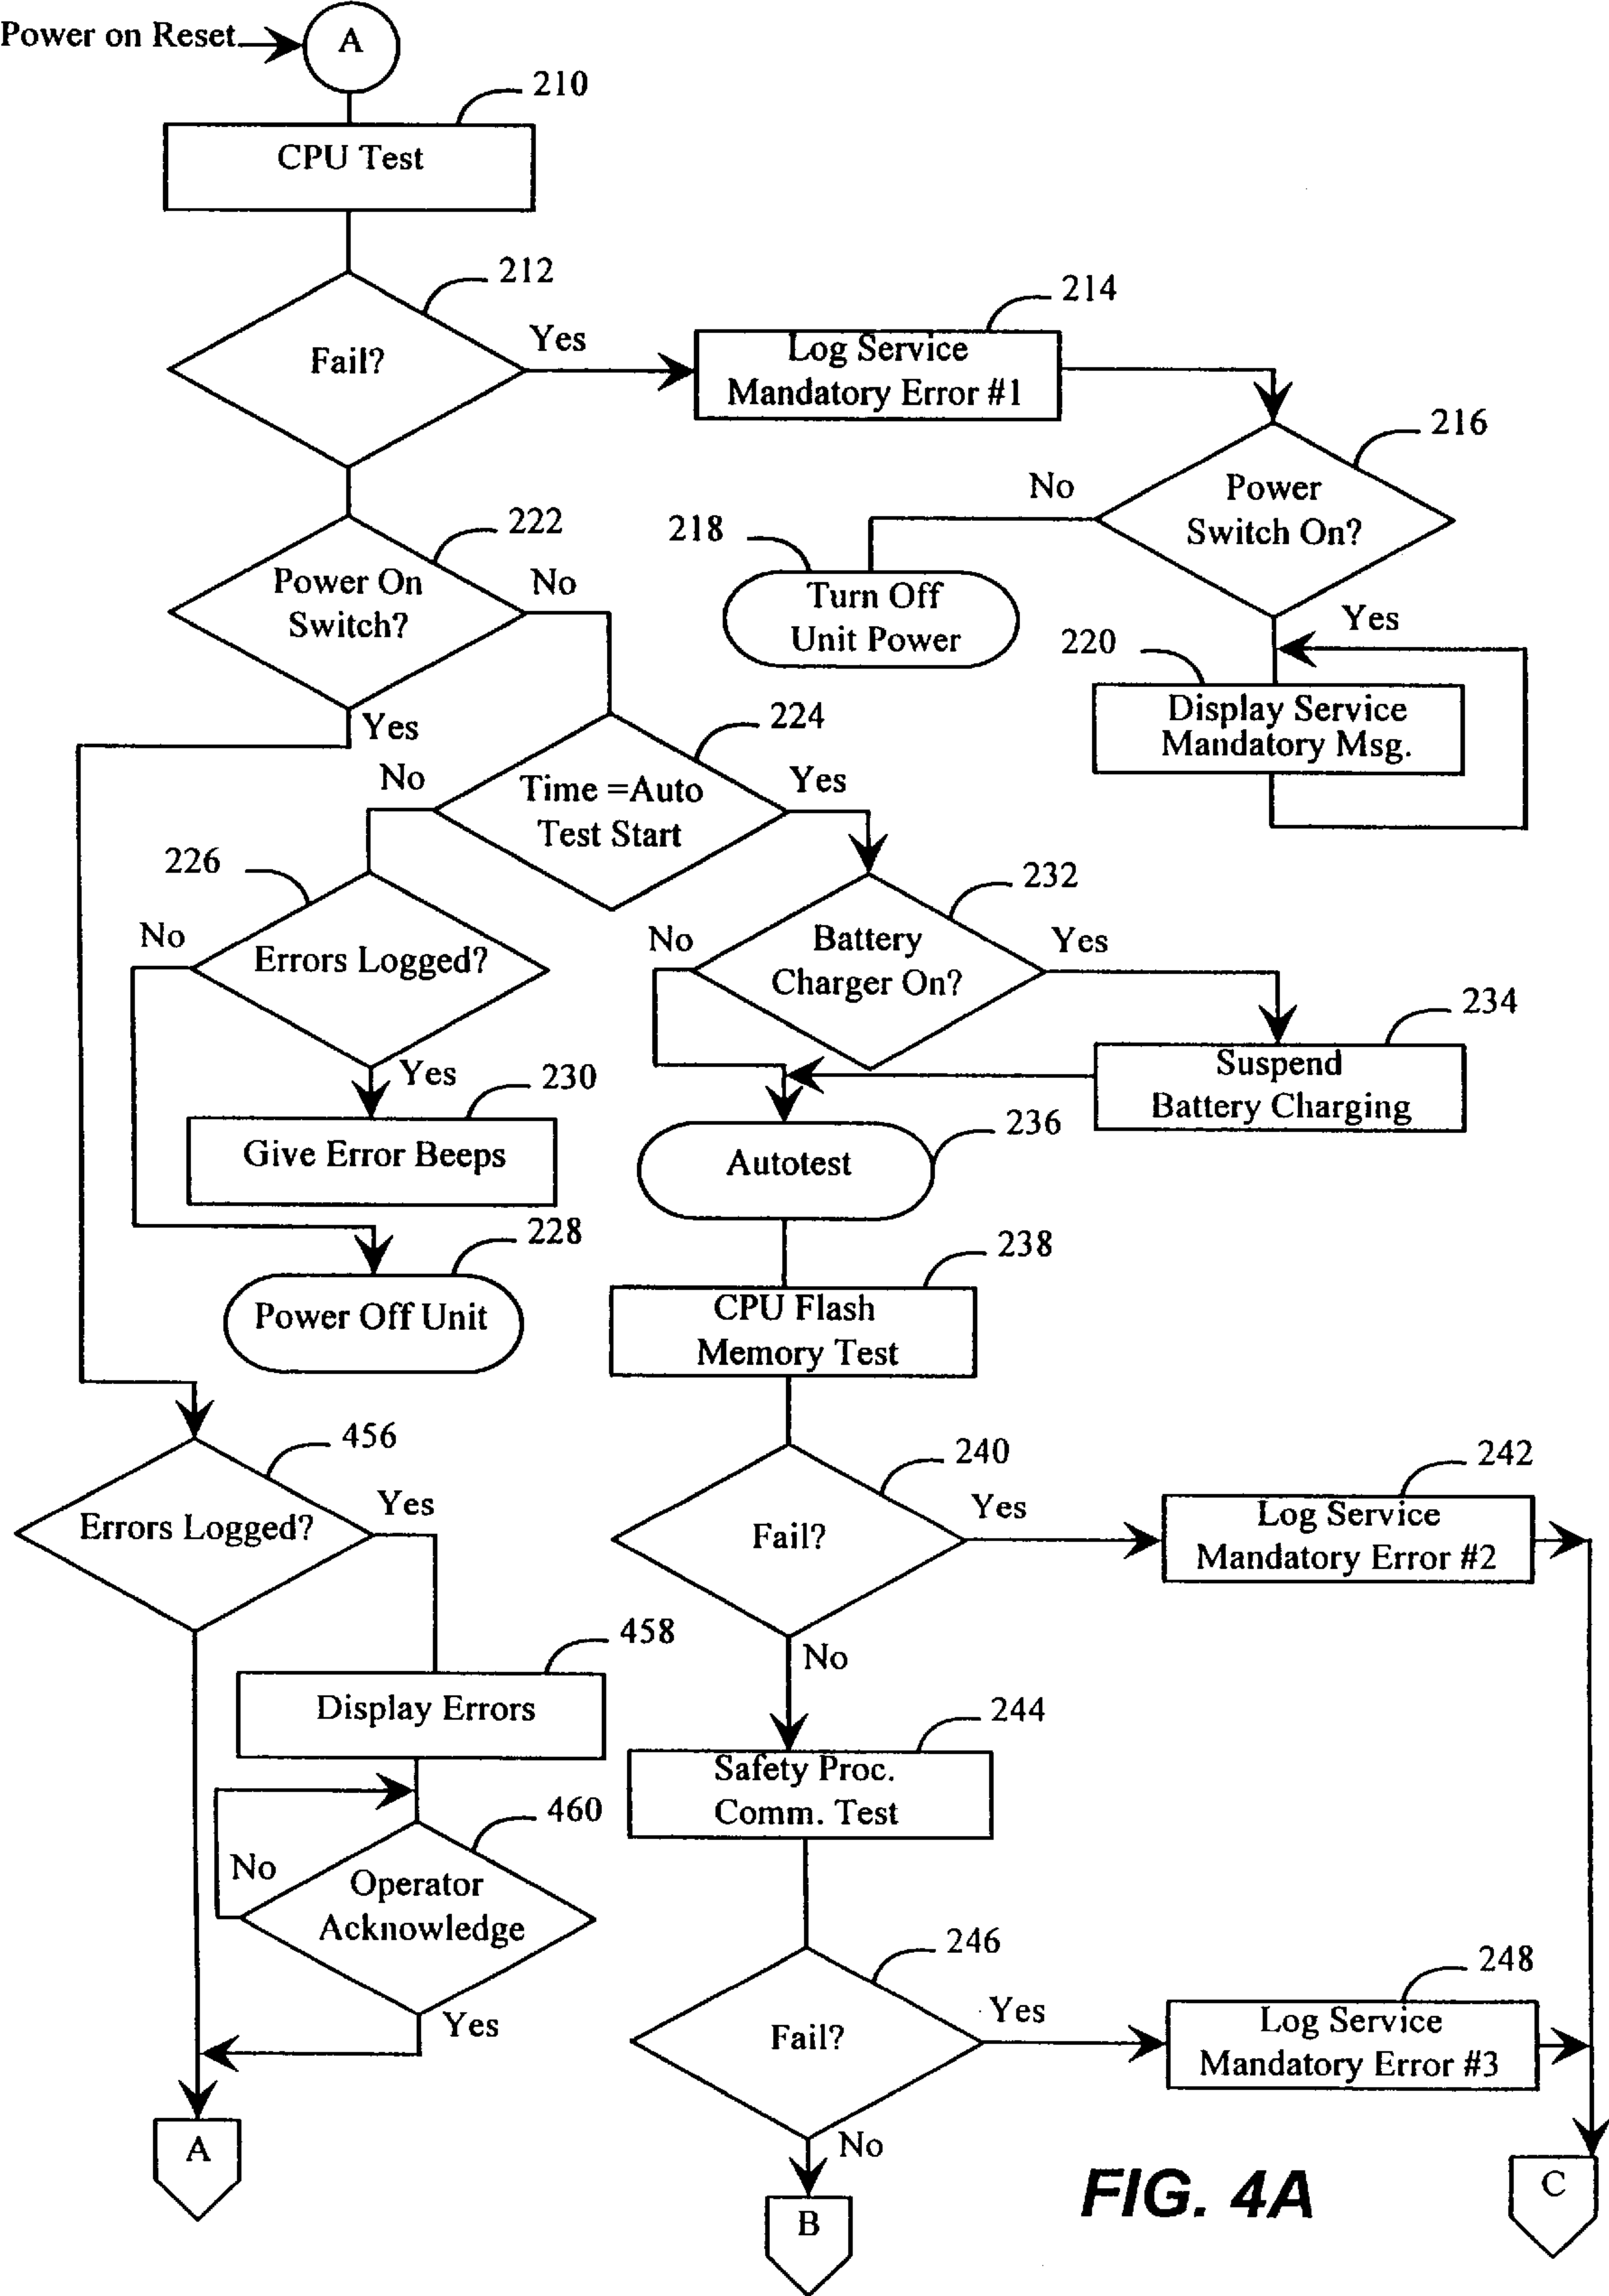 Power on Reset
A
210
CPU Test
212
Fail?
Yes
214
Log Service
Mandatory Error #1
216
Power
Switch On?
No
218
Turn Off
Unit Power
Yes
220
Display Service
Mandatory Msg.
222
Power On
Switch?
No
Yes
224
Time =Auto
Test Start
No
Yes
226
Errors Logged?
No
Yes
230
Give Error Beeps
228
Power Off Unit
232
Battery
Charger On?
No
Yes
234
Suspend
Battery Charging
236
Autotest
238
CPU Flash
Memory Test
240
Fail?
Yes
242
Log Service
Mandatory Error #2
No
456
Errors Logged?
Yes
458
Display Errors
460
Operator
Acknowledge
No
Yes
A
244
Safety Proc.
Comm. Test
246
Fail?
Yes
248
Log Service
Mandatory Error #3
No
B
C
FIG. 4A